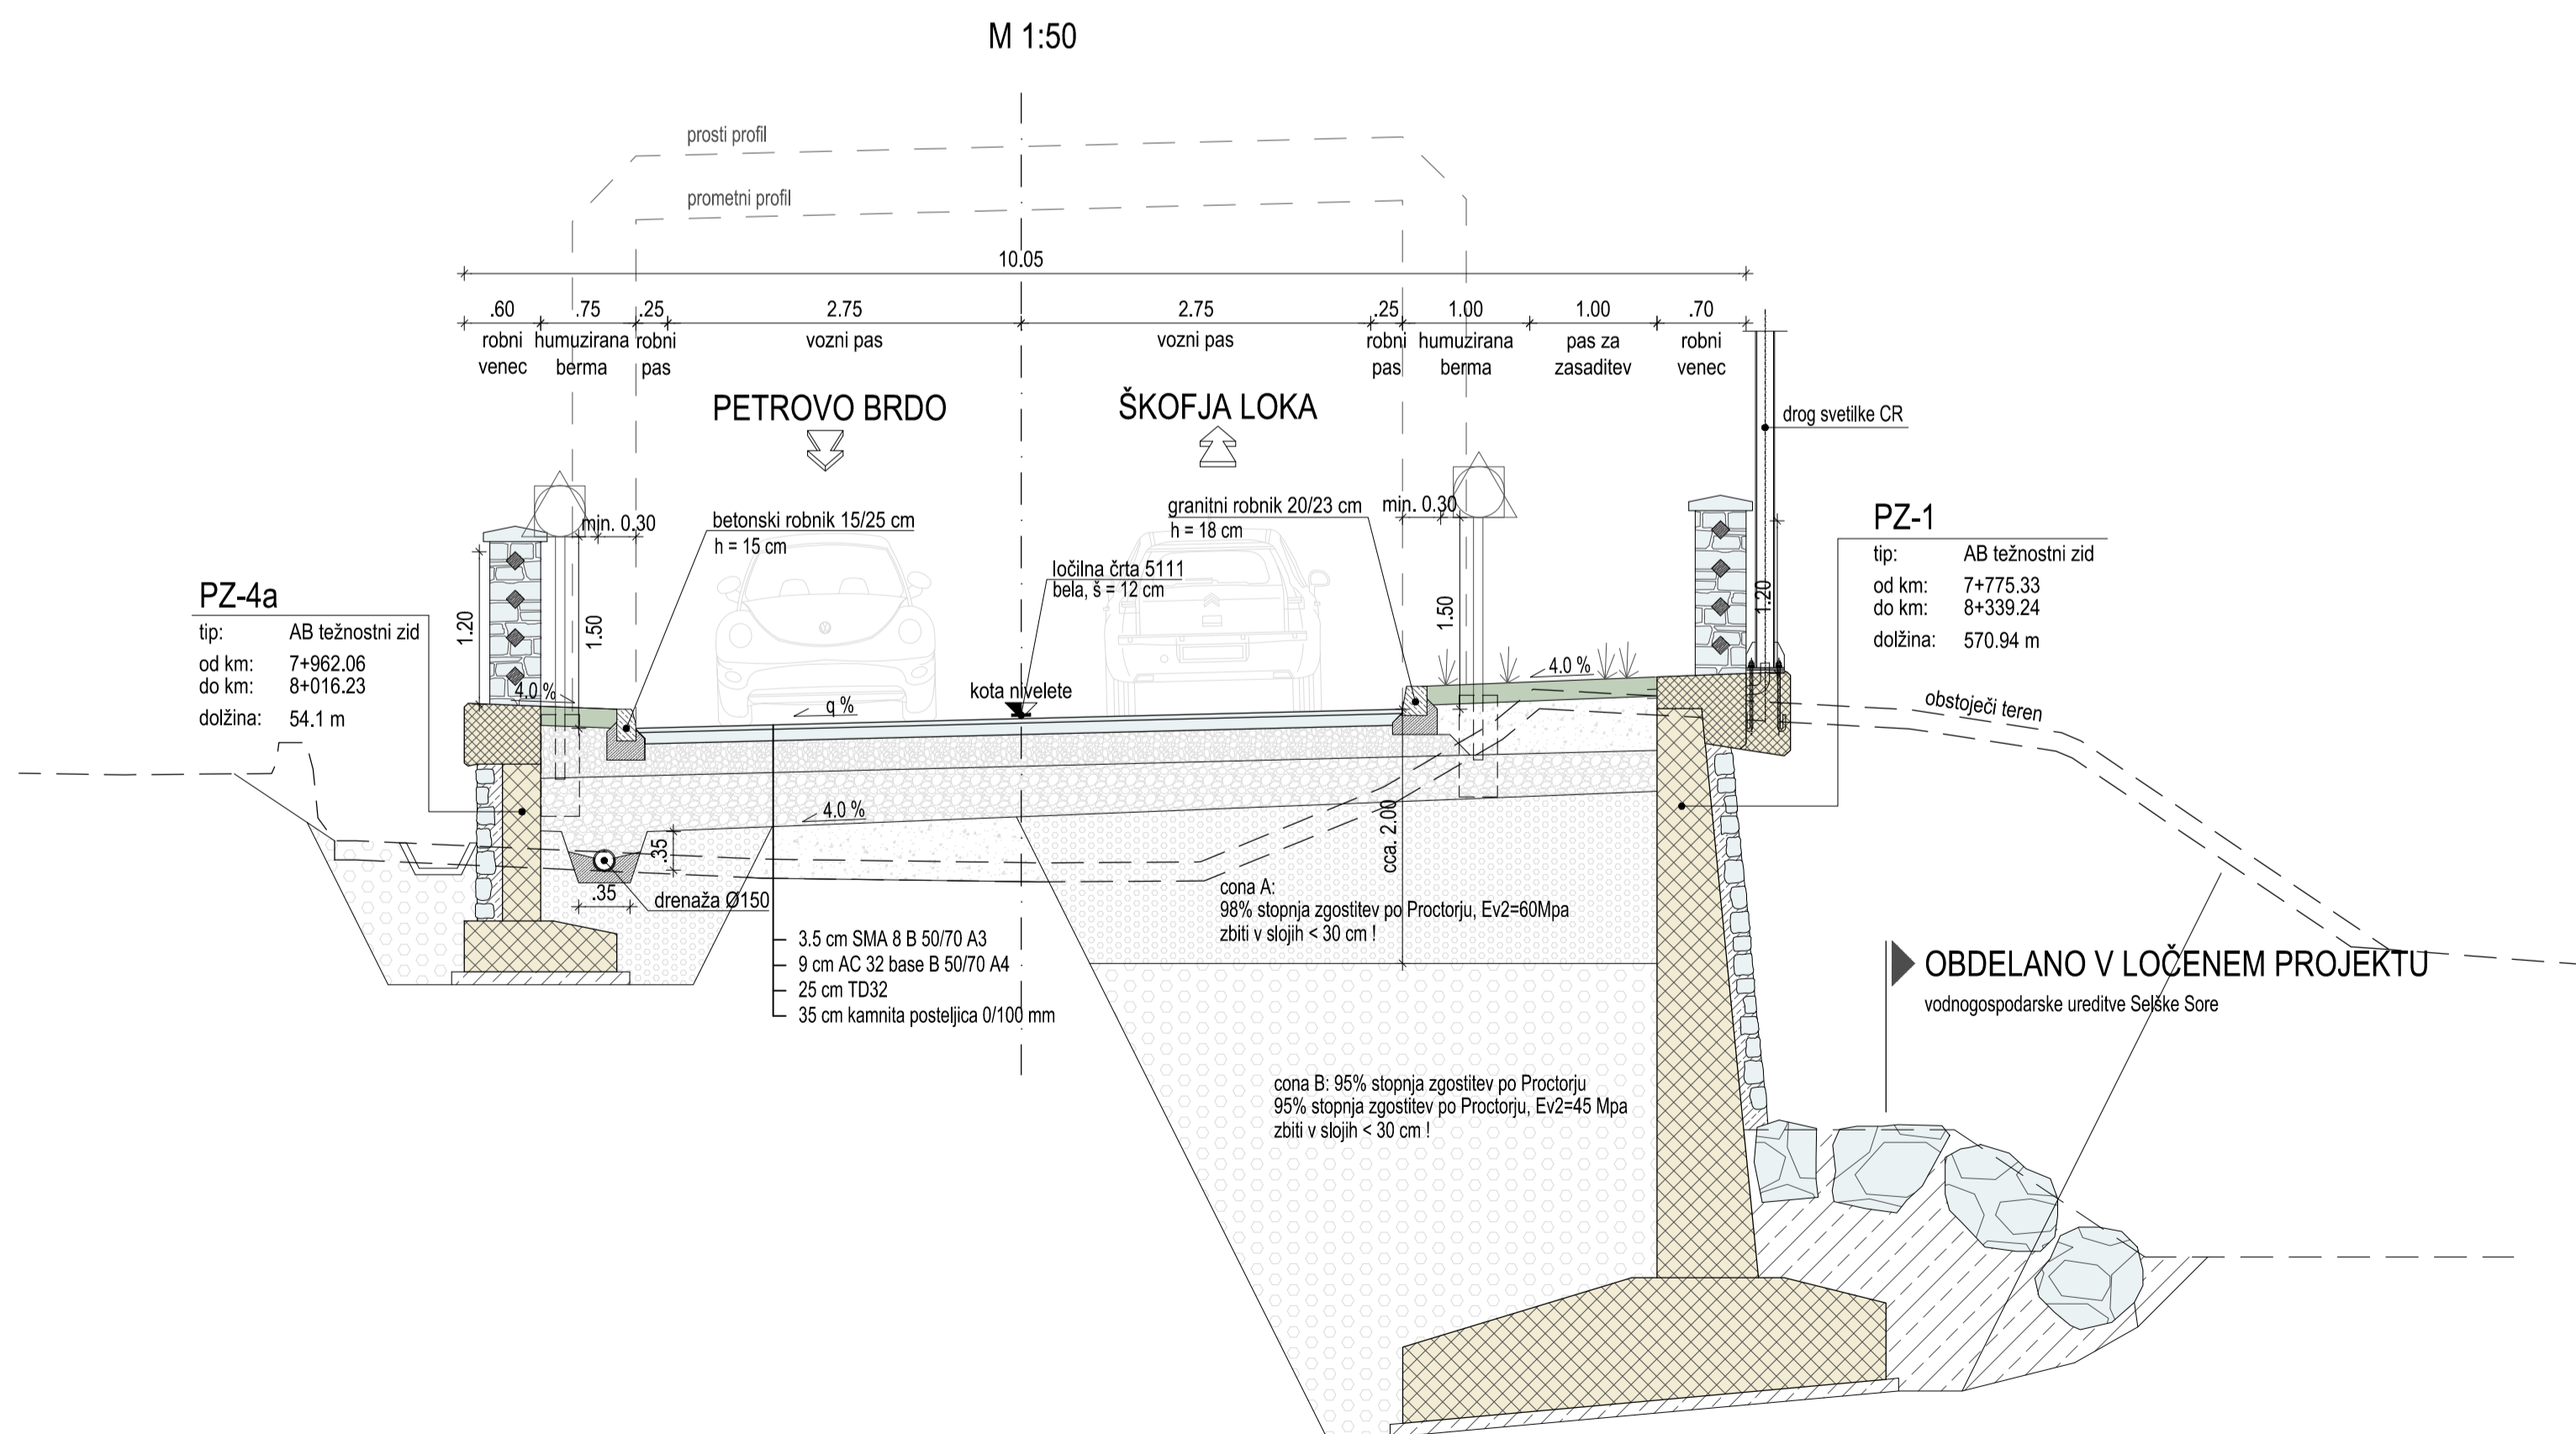 M 1:50
prosti profil
prometni profil
10.05
.60
.75
.25
2.75
2.75
.25
1.00
1.00
.70
robni venec
humuzirana berma
robni pas
vozni pas
vozni pas
robni pas
humuzirana berma
pas za zasaditev
robni venec
PETROVO BRDO
ŠKOFJA LOKA
drog svetilke CR
min. 0.30
betonski robnik 15/25 cm
h = 15 cm
granitni robnik 20/23 cm
h = 18 cm
min. 0.30
ločilna črta 5111
bela, š = 12 cm
PZ-1
tip: AB težnostni zid
od km: 7+775.33
do km: 8+339.24
dolžina: 570.94 m
PZ-4a
tip: AB težnostni zid
od km: 7+962.06
do km: 8+016.23
dolžina: 54.1 m
1.20
1.50
1.50
1.20
4.0 %
q %
kota nivelete
4.0 %
obstoječi teren
4.0 %
.35
.35
drenaža Ø150
cca. 2.00
cona A:
98% stopnja zgostitev po Proctorju, Ev2=60Mpa
zbiti v slojih < 30 cm !
3.5 cm SMA 8 B 50/70 A3
9 cm AC 32 base B 50/70 A4
25 cm TD32
35 cm kamnita posteljica 0/100 mm
OBDELANO V LOČENEM PROJEKTU
vodnogospodarske ureditve Selške Sore
cona B: 95% stopnja zgostitev po Proctorju
95% stopnja zgostitev po Proctorju, Ev2=45 Mpa
zbiti v slojih < 30 cm !